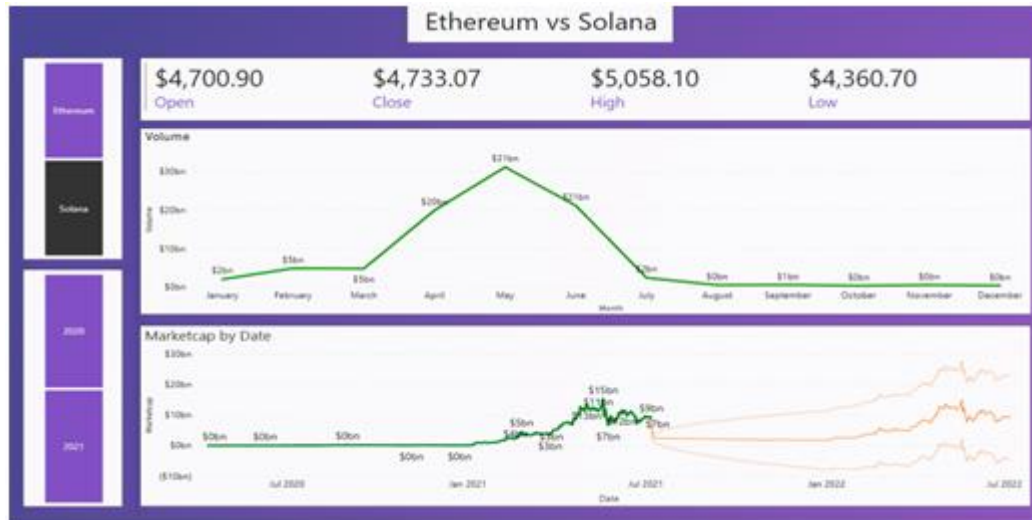 Ethereum vs Solana
Ethereum
Solana
2020
2021
$4,700.90
Open
$4,733.07
Close
$5,058.10
High
$4,360.70
Low
Volume
$30bn
$20bn
$10bn
$0bn
Volume
$2bn
$5bn
$5bn
$20bn
$31bn
$21bn
$2bn
$0bn
$1bn
$0bn
$0bn
$0bn
January
February
March
April
May
June
July
August
September
October
November
December
Month
Marketcap by Date
$30bn
$20bn
$10bn
$0bn
($10bn)
Marketcap
$0bn
$0bn
$0bn
$0bn
$0bn
$5bn
$3bn
$15bn
$7bn
$9bn
$7bn
Jul 2020
Jan 2021
Jul 2021
Jan 2022
Jul 2022
Date